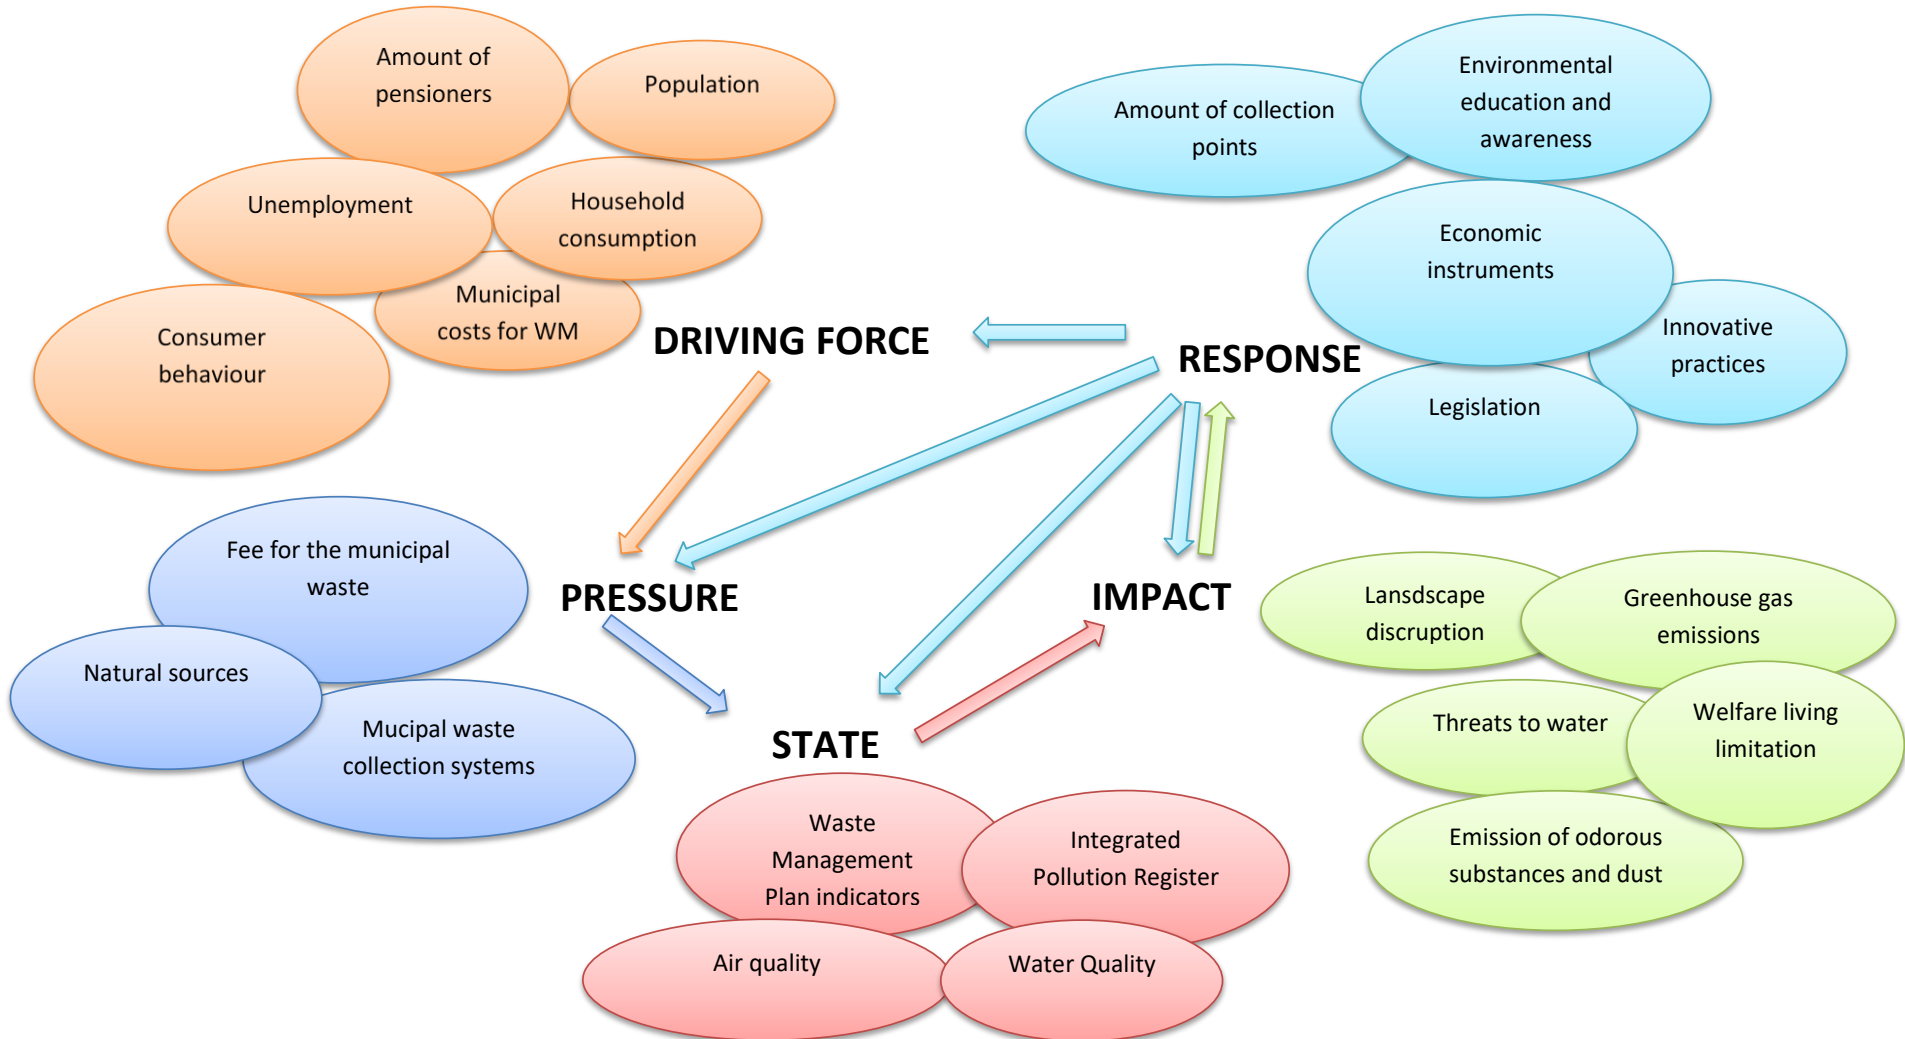 Amount of
pensioners
Population
Unemployment
Household
consumption
Municipal
costs for WM
Consumer
behaviour
DRIVING FORCE
Amount of collection
points
Environmental
education and
awareness
Economic
instruments
Innovative
practices
Legislation
RESPONSE
Fee for the municipal
waste
Natural sources
Mucipal waste
collection systems
PRESSURE
IMPACT
Lansdscape
discruption
Greenhouse gas
emissions
Threats to water
Welfare living
limitation
Emission of odorous
substances and dust
STATE
Waste
Management
Plan indicators
Integrated
Pollution Register
Air quality
Water Quality